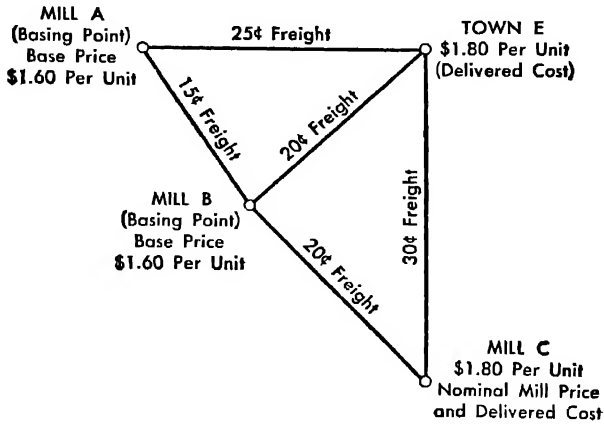 MILL A
(Basing Point)
Base Price
$1.60 Per Unit
25¢ Freight
TOWN E
$1.80 Per Unit
(Delivered Cost)
15¢ Freight
20¢ Freight
MILL B
(Basing Point)
Base Price
$1.60 Per Unit
30¢ Freight
20¢ Freight
MILL C
$1.80 Per Unit
Nominal Mill Price
and Delivered Cost